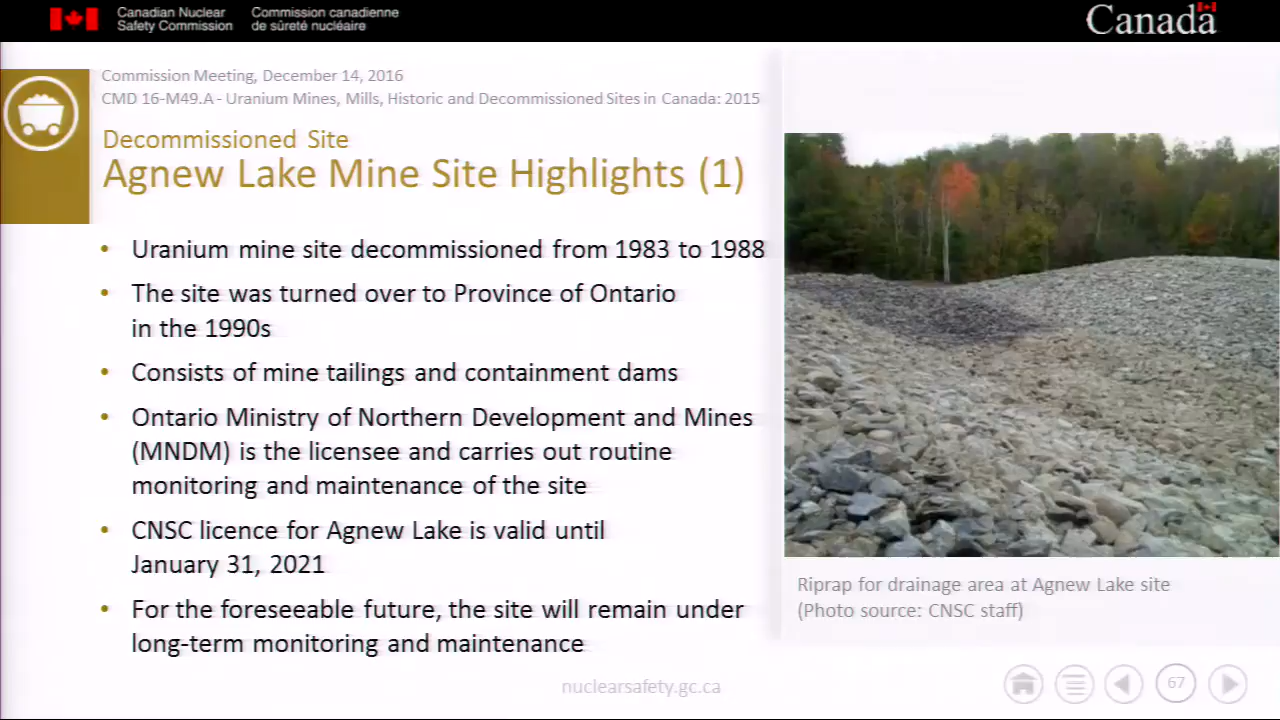 Canadian Nuclear
Safety Commission
Commission canadienne
de sûreté nucléaire
Canada
Commission Meeting, December 14, 2016
CMD 16-M49.A - Uranium Mines, Mills, Historic and Decommissioned Sites in Canada: 2015
Decommissioned Site
Agnew Lake Mine Site Highlights (1)
• Uranium mine site decommissioned from 1983 to 1988
• The site was turned over to Province of Ontario
in the 1990s
• Consists of mine tailings and containment dams
• Ontario Ministry of Northern Development and Mines
(MNDM) is the licensee and carries out routine
monitoring and maintenance of the site
• CNSC licence for Agnew Lake is valid until
January 31, 2021
• For the foreseeable future, the site will remain under
long-term monitoring and maintenance
Riprap for drainage area at Agnew Lake site
(Photo source: CNSC staff)
nuclearsafety.gc.ca
67